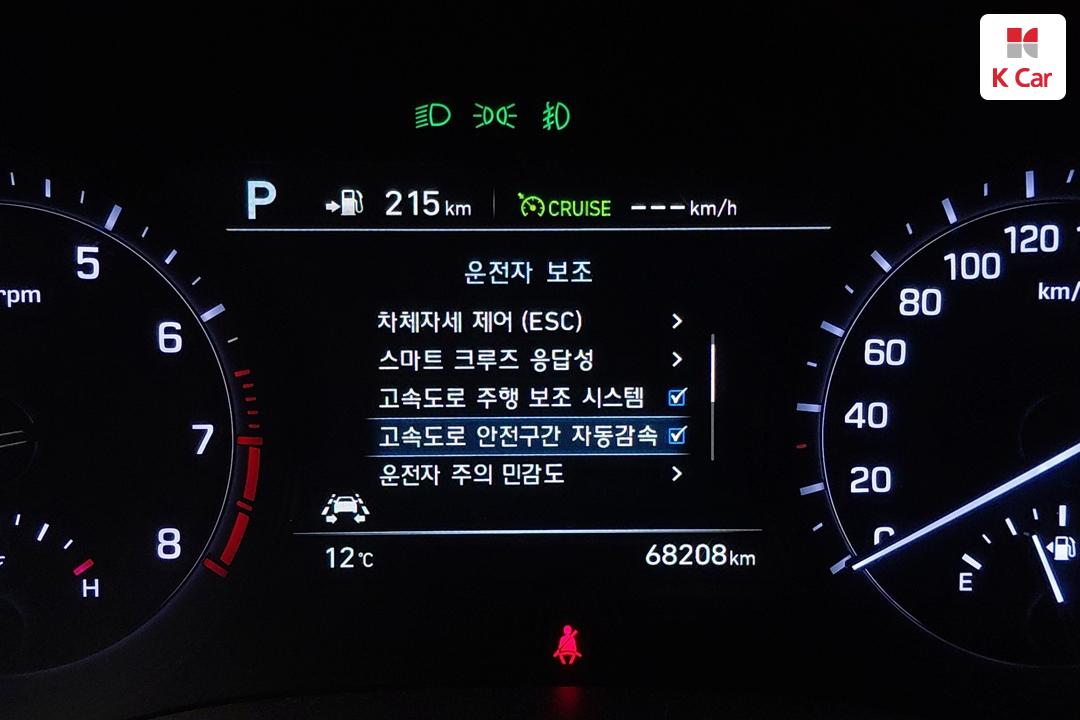 K Car
P 215 km CRUISE ---km/h
운전자 보조
차체자세 제어 (ESC)
스마트 크루즈 응답성
고속도로 주행 보조 시스템
고속도로 안전구간 자동감속
운전자 주의 민감도
12℃ 68208km
rpm
5
6
7
8
H
120
100
80
60
40
20
0
km/
E